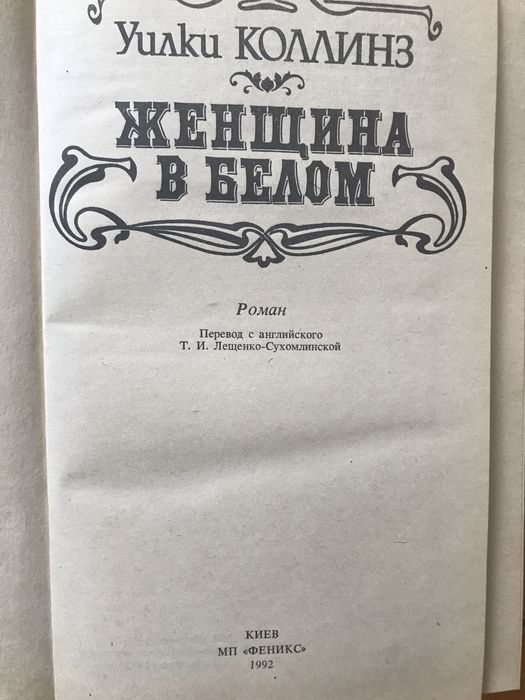 Уилки КОЛЛИНЗ
ЖЕНЩИНА
В БЕЛОМ
Роман
Перевод с английского
Т. И. Лещенко-Сухомлинской
КИЕВ
МП «ФЕНИКС»
1992